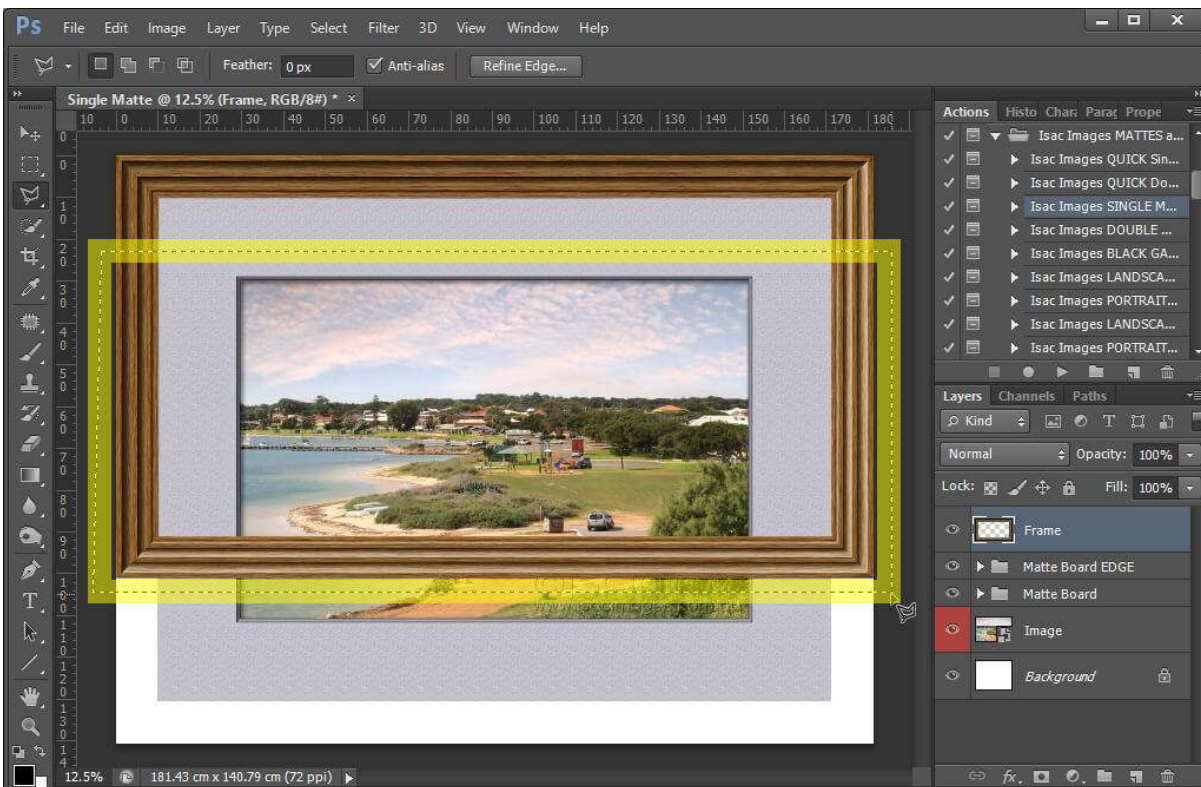 Ps File Edit Image Layer Type Select Filter 3D View Window Help
Feather: 0 px Anti-alias Refine Edge...
Single Matte @ 12.5% (Frame, RGB/8#) * ×
10 0 10 20 30 40 50 60 70 80 90 100 110 120 130 140 150 160 170 180
Actions Histo Chara Parag Prope
Isac Images MATTES a...
Isac Images QUICK Sin...
Isac Images QUICK Do...
Isac Images SINGLE M...
Isac Images DOUBLE ...
Isac Images BLACK GA...
Isac Images LANDSCA...
Isac Images PORTRAIT...
Isac Images LANDSCA...
Isac Images PORTRAIT...
Layers Channels Paths
Kind
Normal Opacity: 100%
Lock: Fill: 100%
Frame
Matte Board EDGE
Matte Board
Image
Background
12.5% 181.43 cm x 140.79 cm (72 ppi)